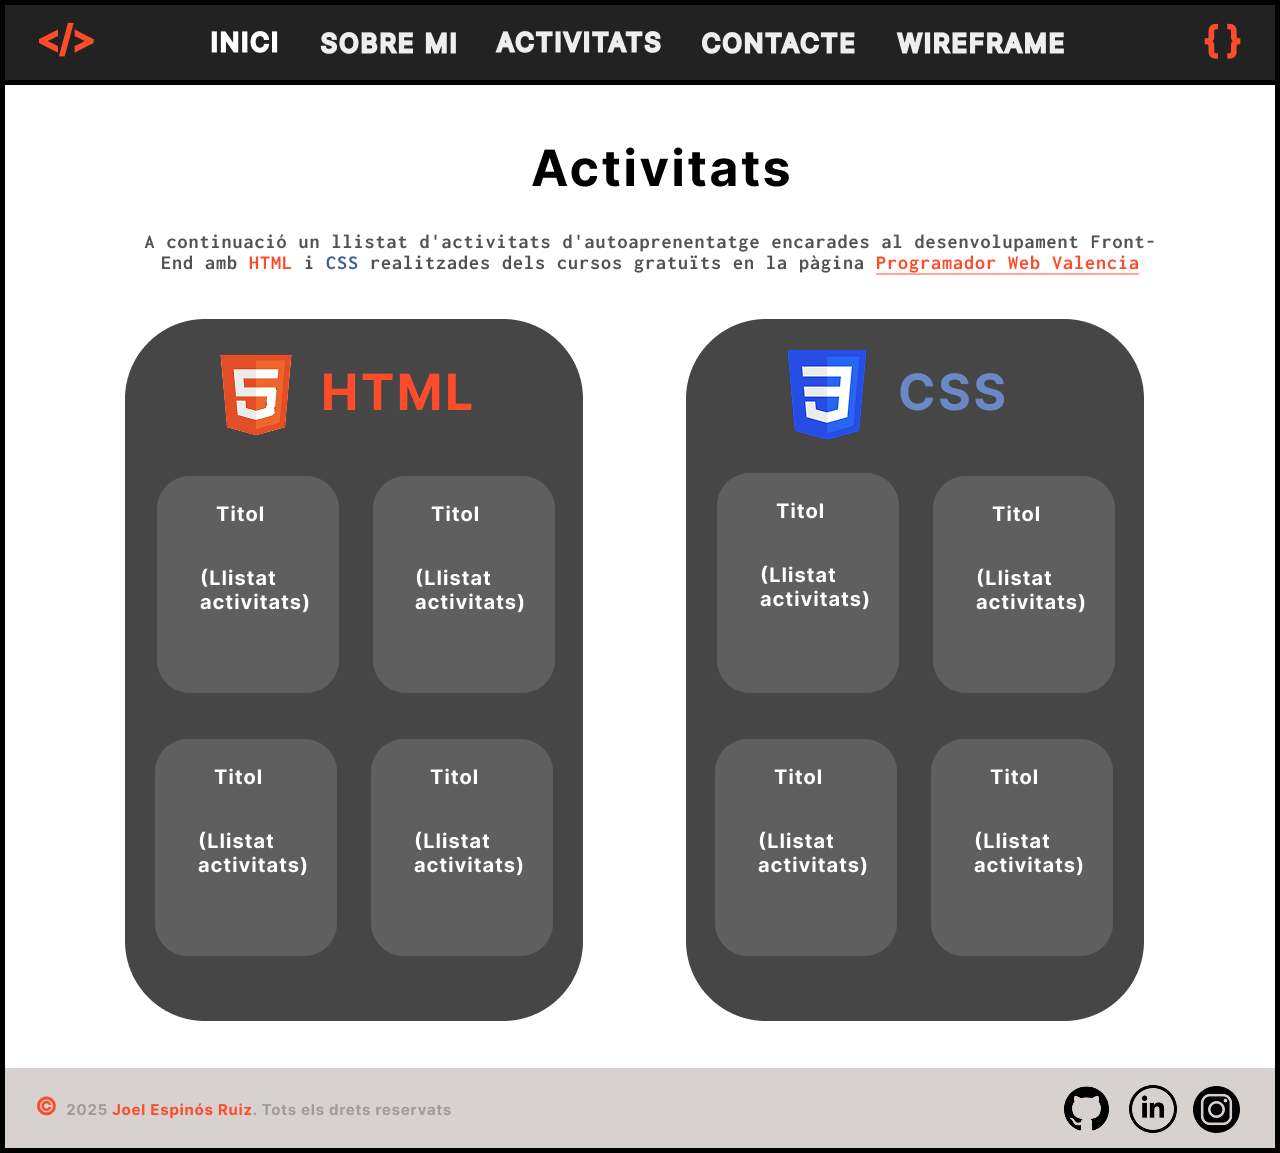 </> INICI SOBRE MI ACTIVITATS CONTACTE WIREFRAME { }
Activitats
A continuació un llistat d'activitats d'autoaprenentatge encarades al desenvolupament Front-
End amb HTML i CSS realitzades dels cursos gratuïts en la pàgina Programador Web Valencia
5 HTML
Titol
(Llistat
activitats)
Titol
(Llistat
activitats)
Titol
(Llistat
activitats)
Titol
(Llistat
activitats)
3 CSS
Titol
(Llistat
activitats)
Titol
(Llistat
activitats)
Titol
(Llistat
activitats)
Titol
(Llistat
activitats)
© 2025 Joel Espinós Ruiz. Tots els drets reservats
in